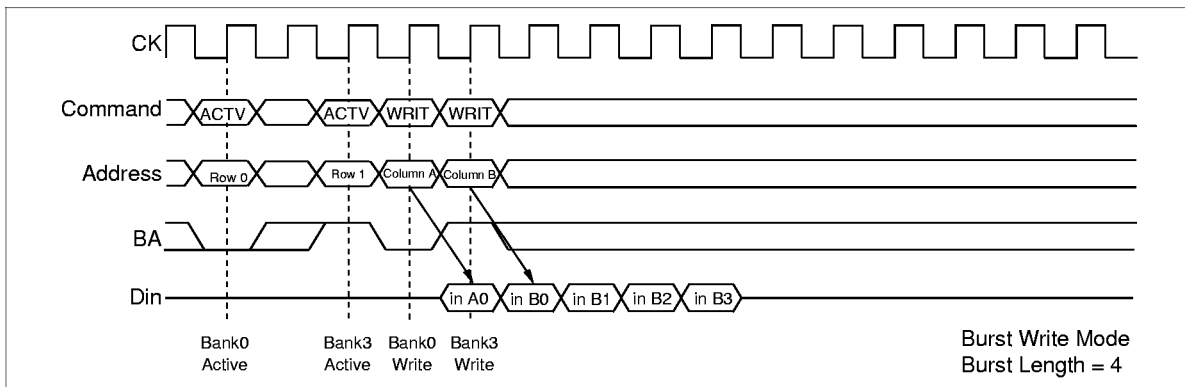 CK
Command ACTV ACTV WRIT WRIT
Address Row 0 Row 1 Column A Column B
BA
Din in A0 in B0 in B1 in B2 in B3
Bank0 Bank3 Bank0 Bank3
Active Active Write Write
Burst Write Mode
Burst Length = 4